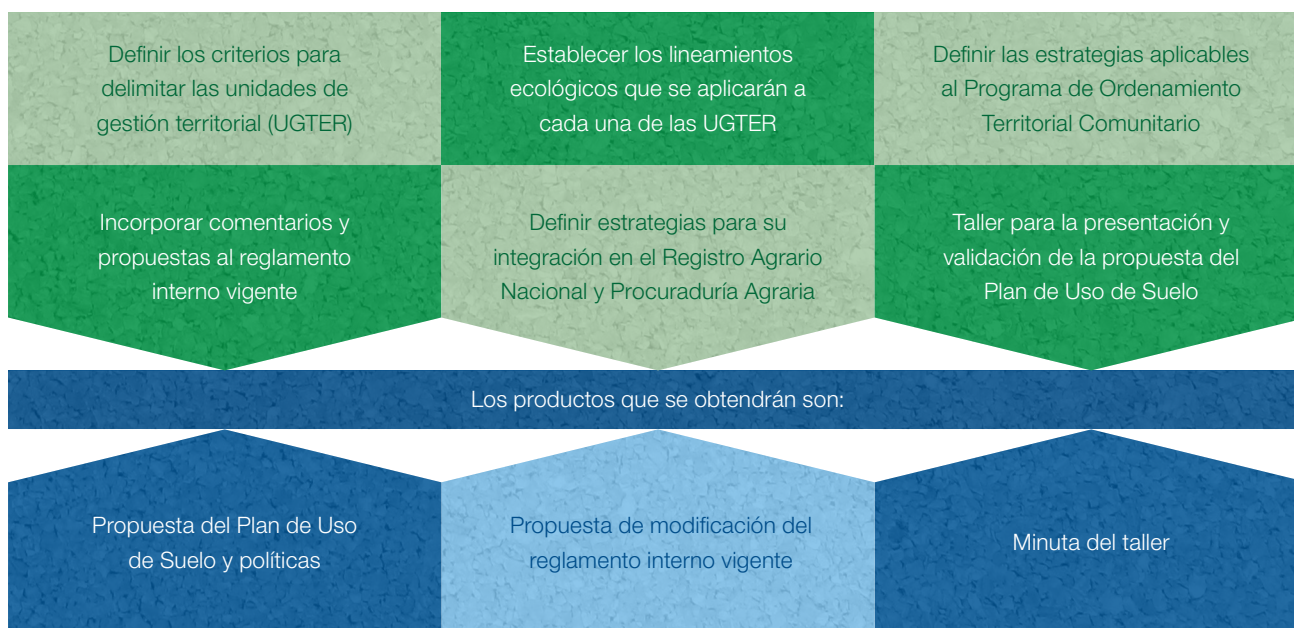 Definir los criterios para
delimitar las unidades de
gestión territorial (UGTER)
Establecer los lineamientos
ecológicos que se aplicarán a
cada una de las UGTER
Definir las estrategias aplicables
al Programa de Ordenamiento
Territorial Comunitario
Incorporar comentarios y
propuestas al reglamento
interno vigente
Definir estrategias para su
integración en el Registro Agrario
Nacional y Procuraduría Agraria
Taller para la presentación y
validación de la propuesta del
Plan de Uso de Suelo
Los productos que se obtendrán son:
Propuesta del Plan de Uso
de Suelo y políticas
Propuesta de modificación del
reglamento interno vigente
Minuta del taller